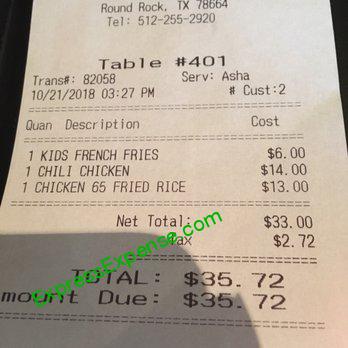 Round Rock, TX 78664
Tel: 512-255-2920
Table #401
Trans#: 82058 Serv: Asha
10/21/2018 03:27 PM # Cust:2
Quan Description Cost
1 KIDS FRENCH FRIES $6.00
1 CHILI CHICKEN $14.00
1 CHICKEN 65 FRIED RICE $13.00
Net Total: $33.00
Tax $2.72
TOTAL: $35.72
mount Due: $35.72
ExpressExpense.com